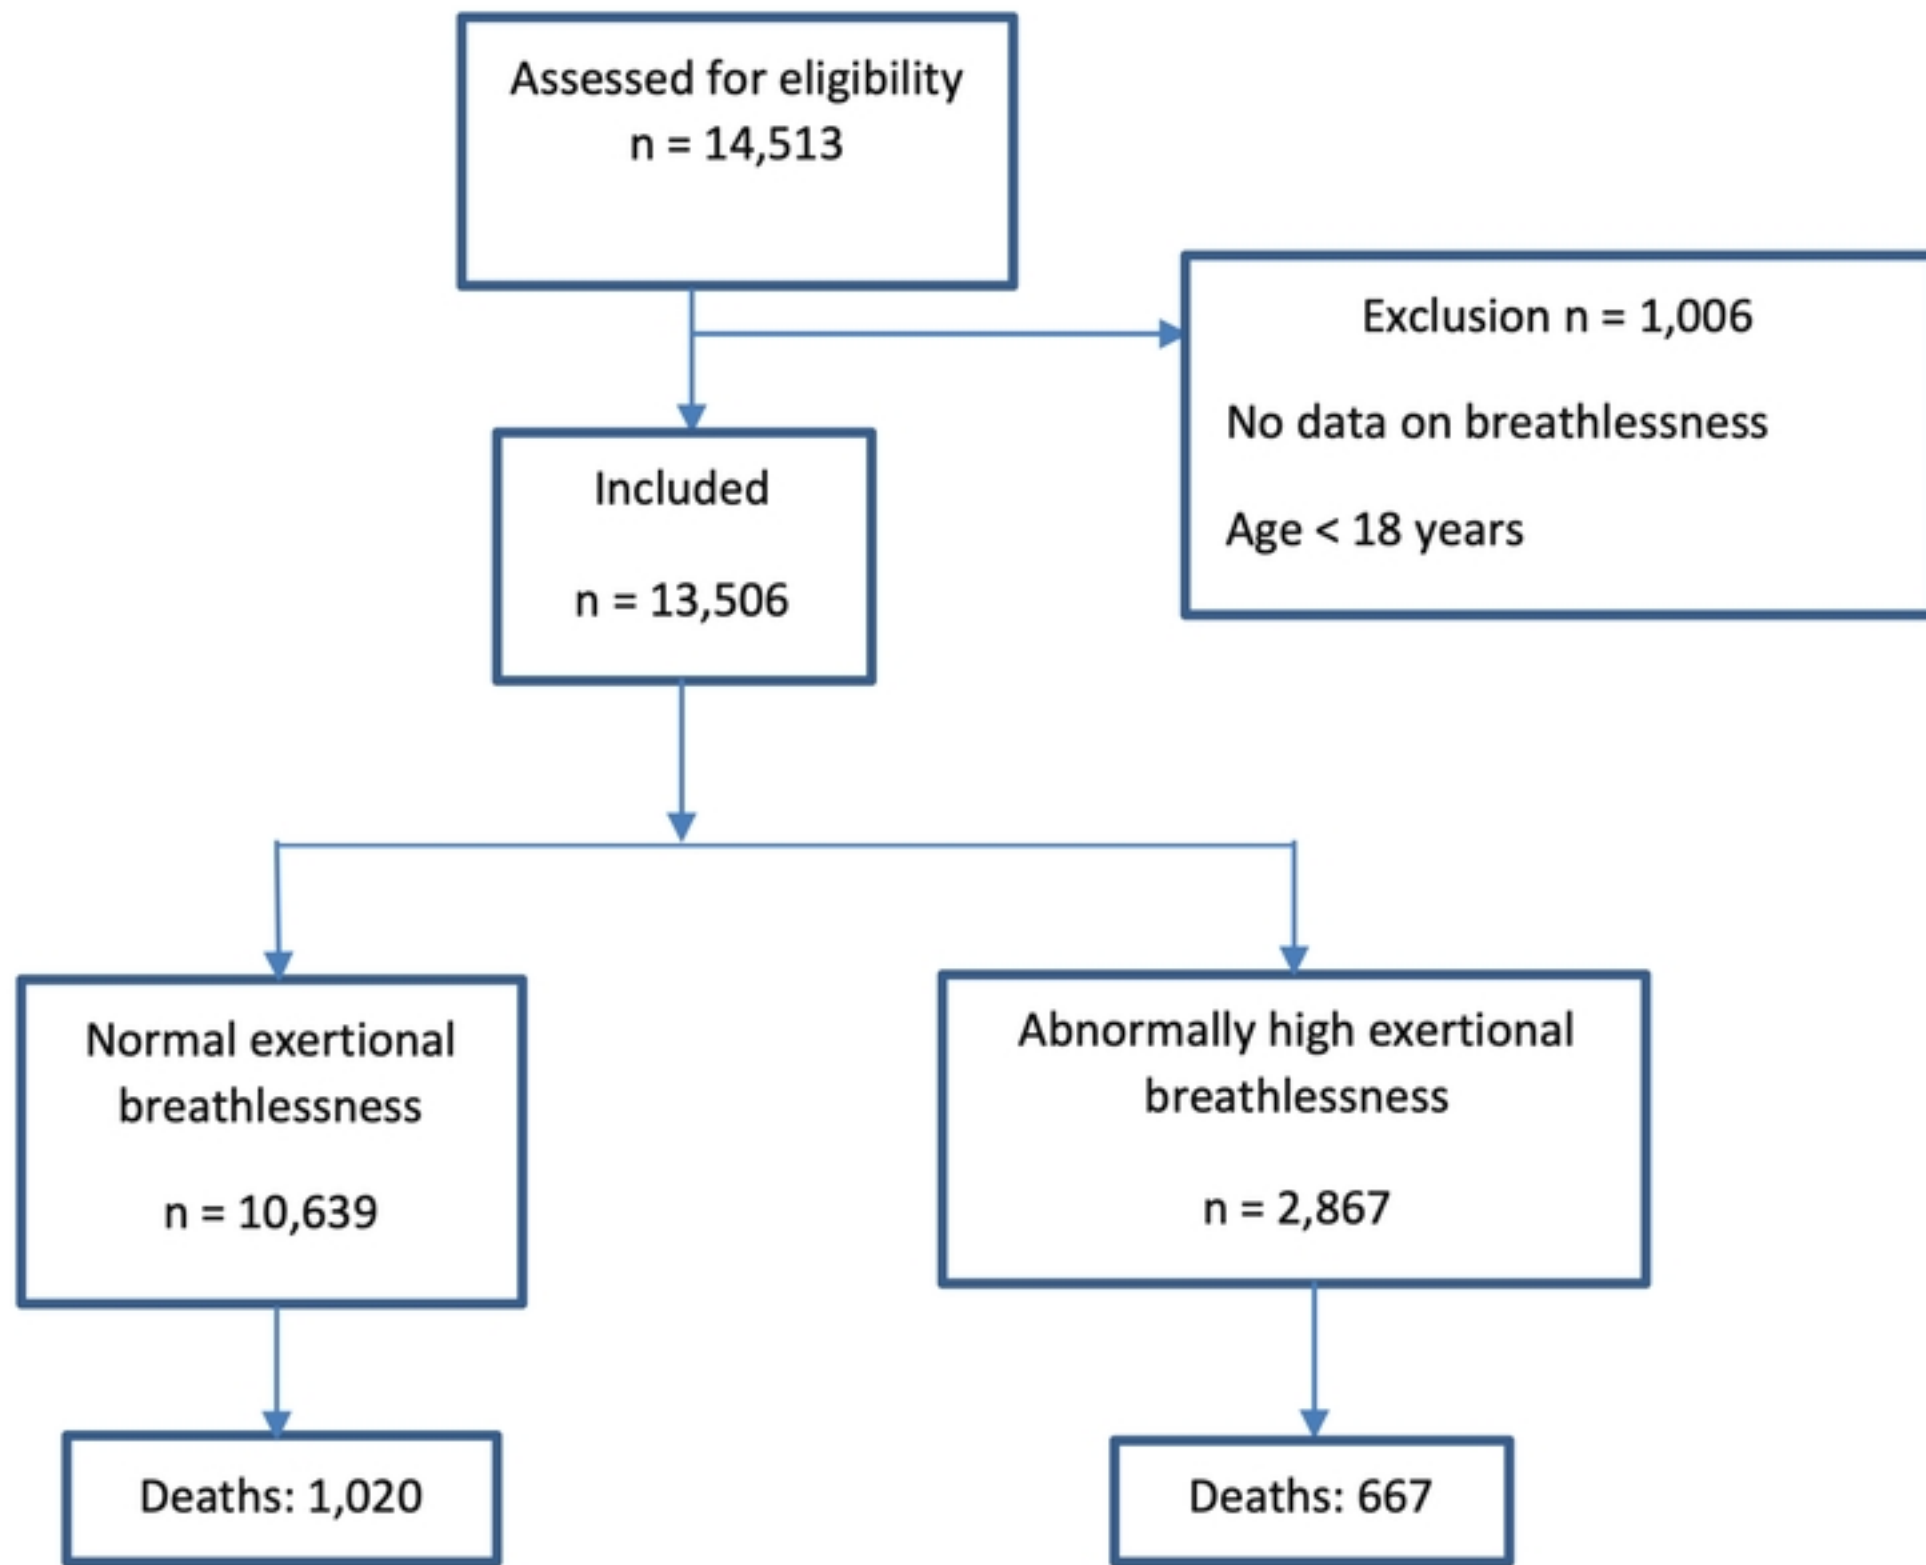 Assessed for eligibility
n = 14,513
Exclusion n = 1,006
No data on breathlessness
Age < 18 years
Included
n = 13,506
Normal exertional
breathlessness
n = 10,639
Abnormally high exertional
breathlessness
n = 2,867
Deaths: 1,020
Deaths: 667